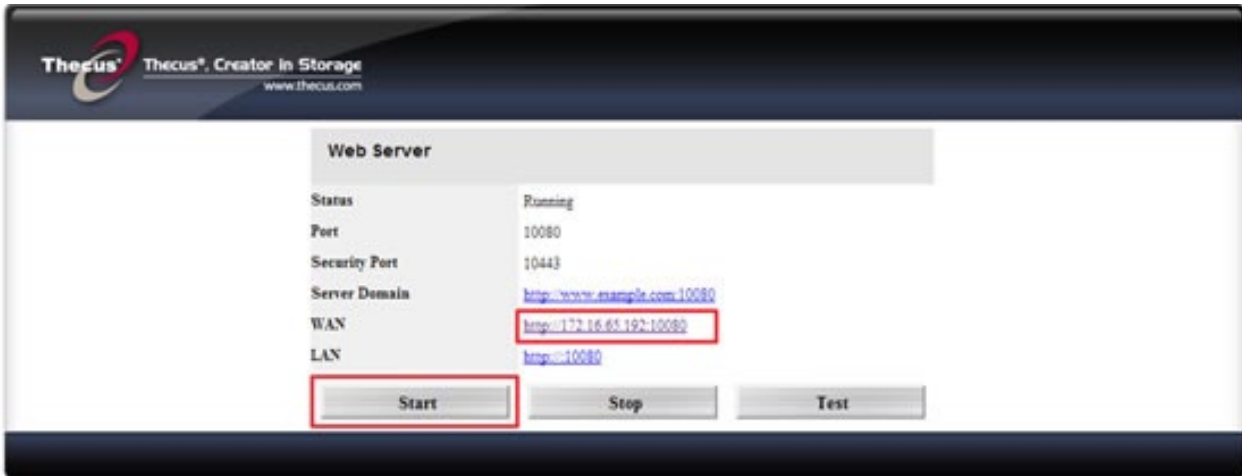 Thecus® Thecus®, Creator in Storage
www.thecus.com
Web Server
Status Running
Port 10080
Security Port 10443
Server Domain http://www.example.com:10080
WAN http://172.16.65.192:10080
LAN http://:10080
Start Stop Test